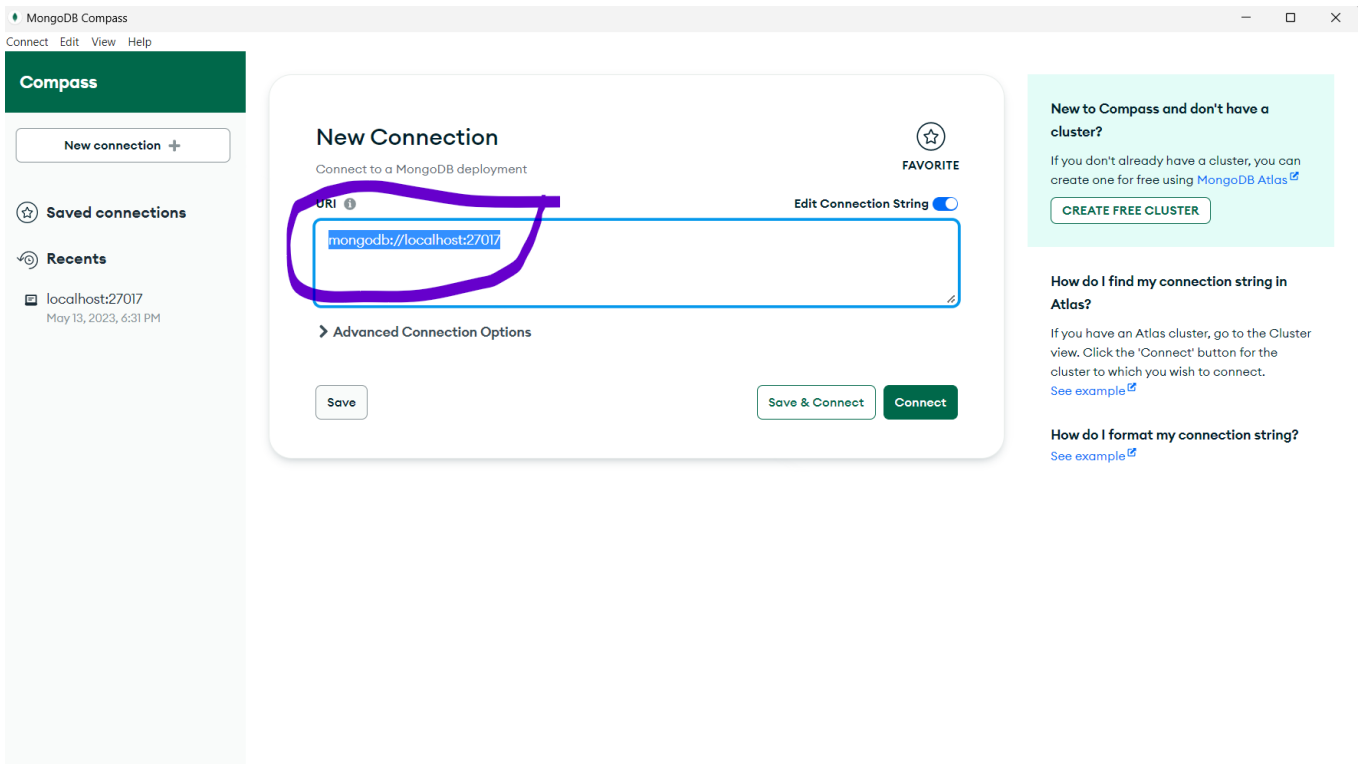 MongoDB Compass
Connect Edit View Help
Compass
New connection
Saved connections
Recents
localhost:27017
May 13, 2023, 6:31 PM
New Connection
Connect to a MongoDB deployment
FAVORITE
URI
Edit Connection String
mongodb://localhost:27017
Advanced Connection Options
Save
Save & Connect
Connect
New to Compass and don't have a
cluster?
If you don't already have a cluster, you can
create one for free using MongoDB Atlas
CREATE FREE CLUSTER
How do I find my connection string in
Atlas?
If you have an Atlas cluster, go to the Cluster
view. Click the 'Connect' button for the
cluster to which you wish to connect.
See example
How do I format my connection string?
See example